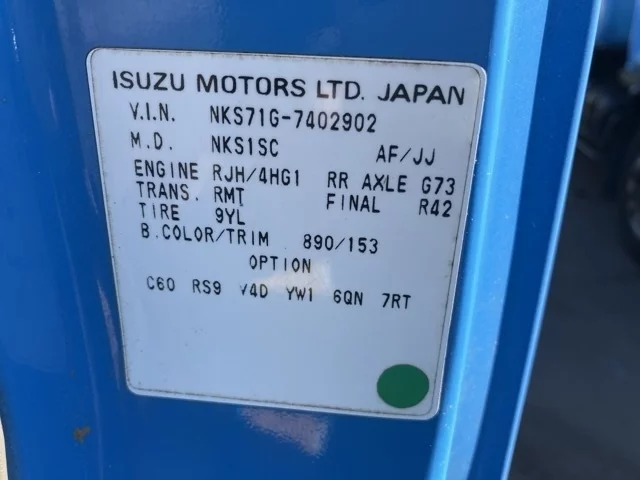 ISUZU MOTORS LTD. JAPAN
V.I.N. NKS71G-7402902
M.D. NKS1SC AF/JJ
ENGINE RJH/4HG1 RR AXLE G73
TRANS. RMT FINAL R42
TIRE 9YL
B.COLOR/TRIM 890/153
OPTION
C60 RS9 V4D YW1 6QN 7RT